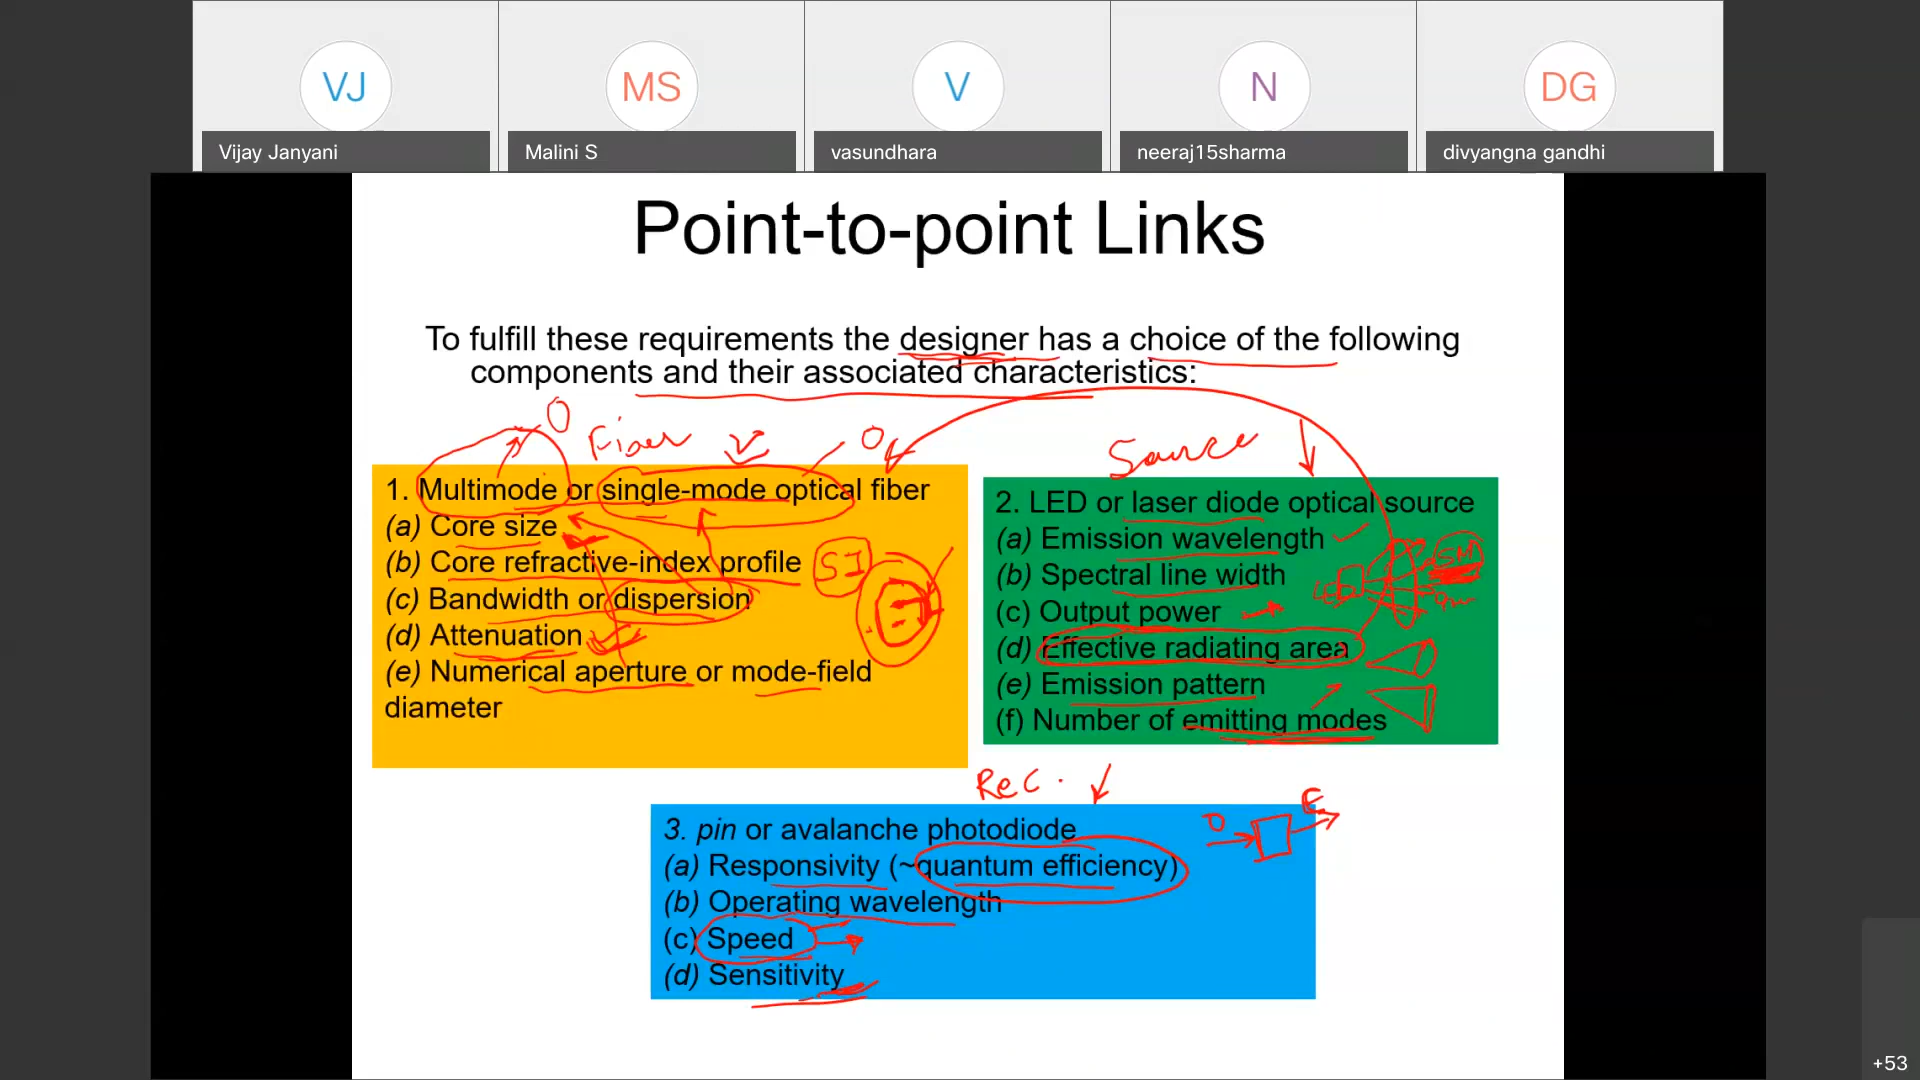 VJ
MS
V
N
DG
Vijay Janyani
Malini S
vasundhara
neeraj15sharma
divyangna gandhi
Point-to-point Links
To fulfill these requirements the designer has a choice of the following
components and their associated characteristics:
Fiber
Source
1. Multimode or single-mode optical fiber
(a) Core size
(b) Core refractive-index profile
SI
(c) Bandwidth or dispersion
(d) Attenuation
(e) Numerical aperture or mode-field
diameter
2. LED or laser diode optical source
(a) Emission wavelength
(b) Spectral line width
SM
(c) Output power
(d) Effective radiating area
(e) Emission pattern
(f) Number of emitting modes
Rec.
3. pin or avalanche photodiode
O
E
(a) Responsivity (~quantum efficiency)
(b) Operating wavelength
(c) Speed
(d) Sensitivity
+53